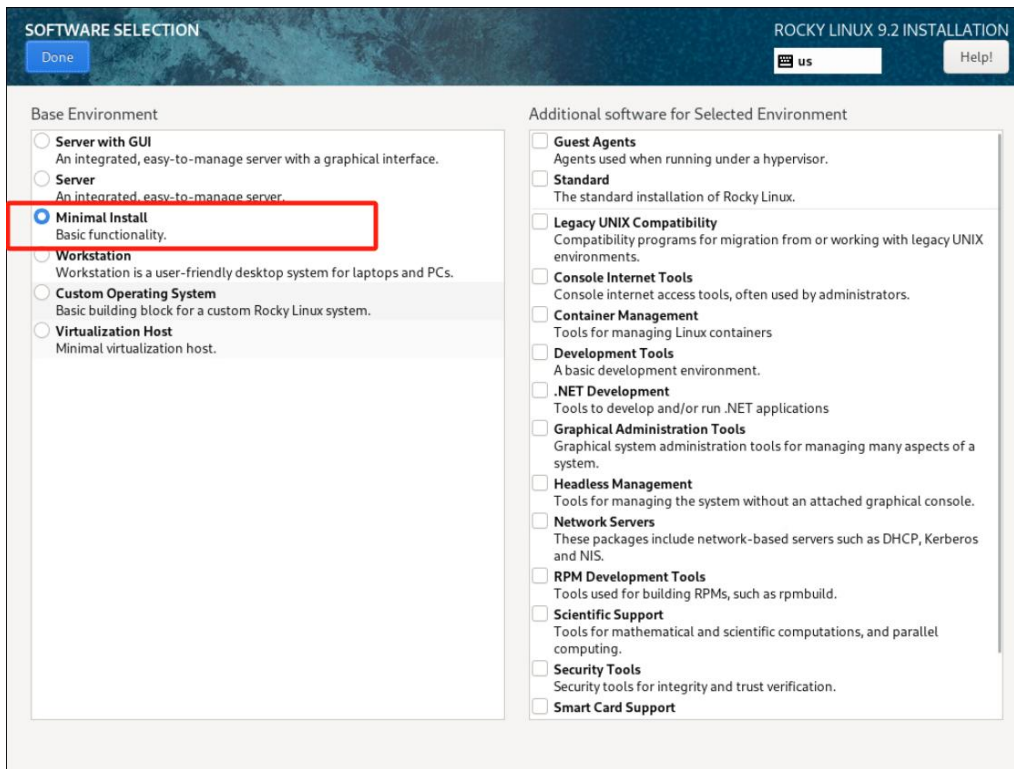 SOFTWARE SELECTION
Done
ROCKY LINUX 9.2 INSTALLATION
us
Help!
Base Environment
Server with GUI
An integrated, easy-to-manage server with a graphical interface.
Server
An integrated, easy-to-manage server.
Minimal Install
Basic functionality.
Workstation
Workstation is a user-friendly desktop system for laptops and PCs.
Custom Operating System
Basic building block for a custom Rocky Linux system.
Virtualization Host
Minimal virtualization host.
Additional software for Selected Environment
Guest Agents
Agents used when running under a hypervisor.
Standard
The standard installation of Rocky Linux.
Legacy UNIX Compatibility
Compatibility programs for migration from or working with legacy UNIX
environments.
Console Internet Tools
Console internet access tools, often used by administrators.
Container Management
Tools for managing Linux containers
Development Tools
A basic development environment.
.NET Development
Tools to develop and/or run .NET applications
Graphical Administration Tools
Graphical system administration tools for managing many aspects of a
system.
Headless Management
Tools for managing the system without an attached graphical console.
Network Servers
These packages include network-based servers such as DHCP, Kerberos
and NIS.
RPM Development Tools
Tools used for building RPMs, such as rpmbuild.
Scientific Support
Tools for mathematical and scientific computations, and parallel
computing.
Security Tools
Security tools for integrity and trust verification.
Smart Card Support